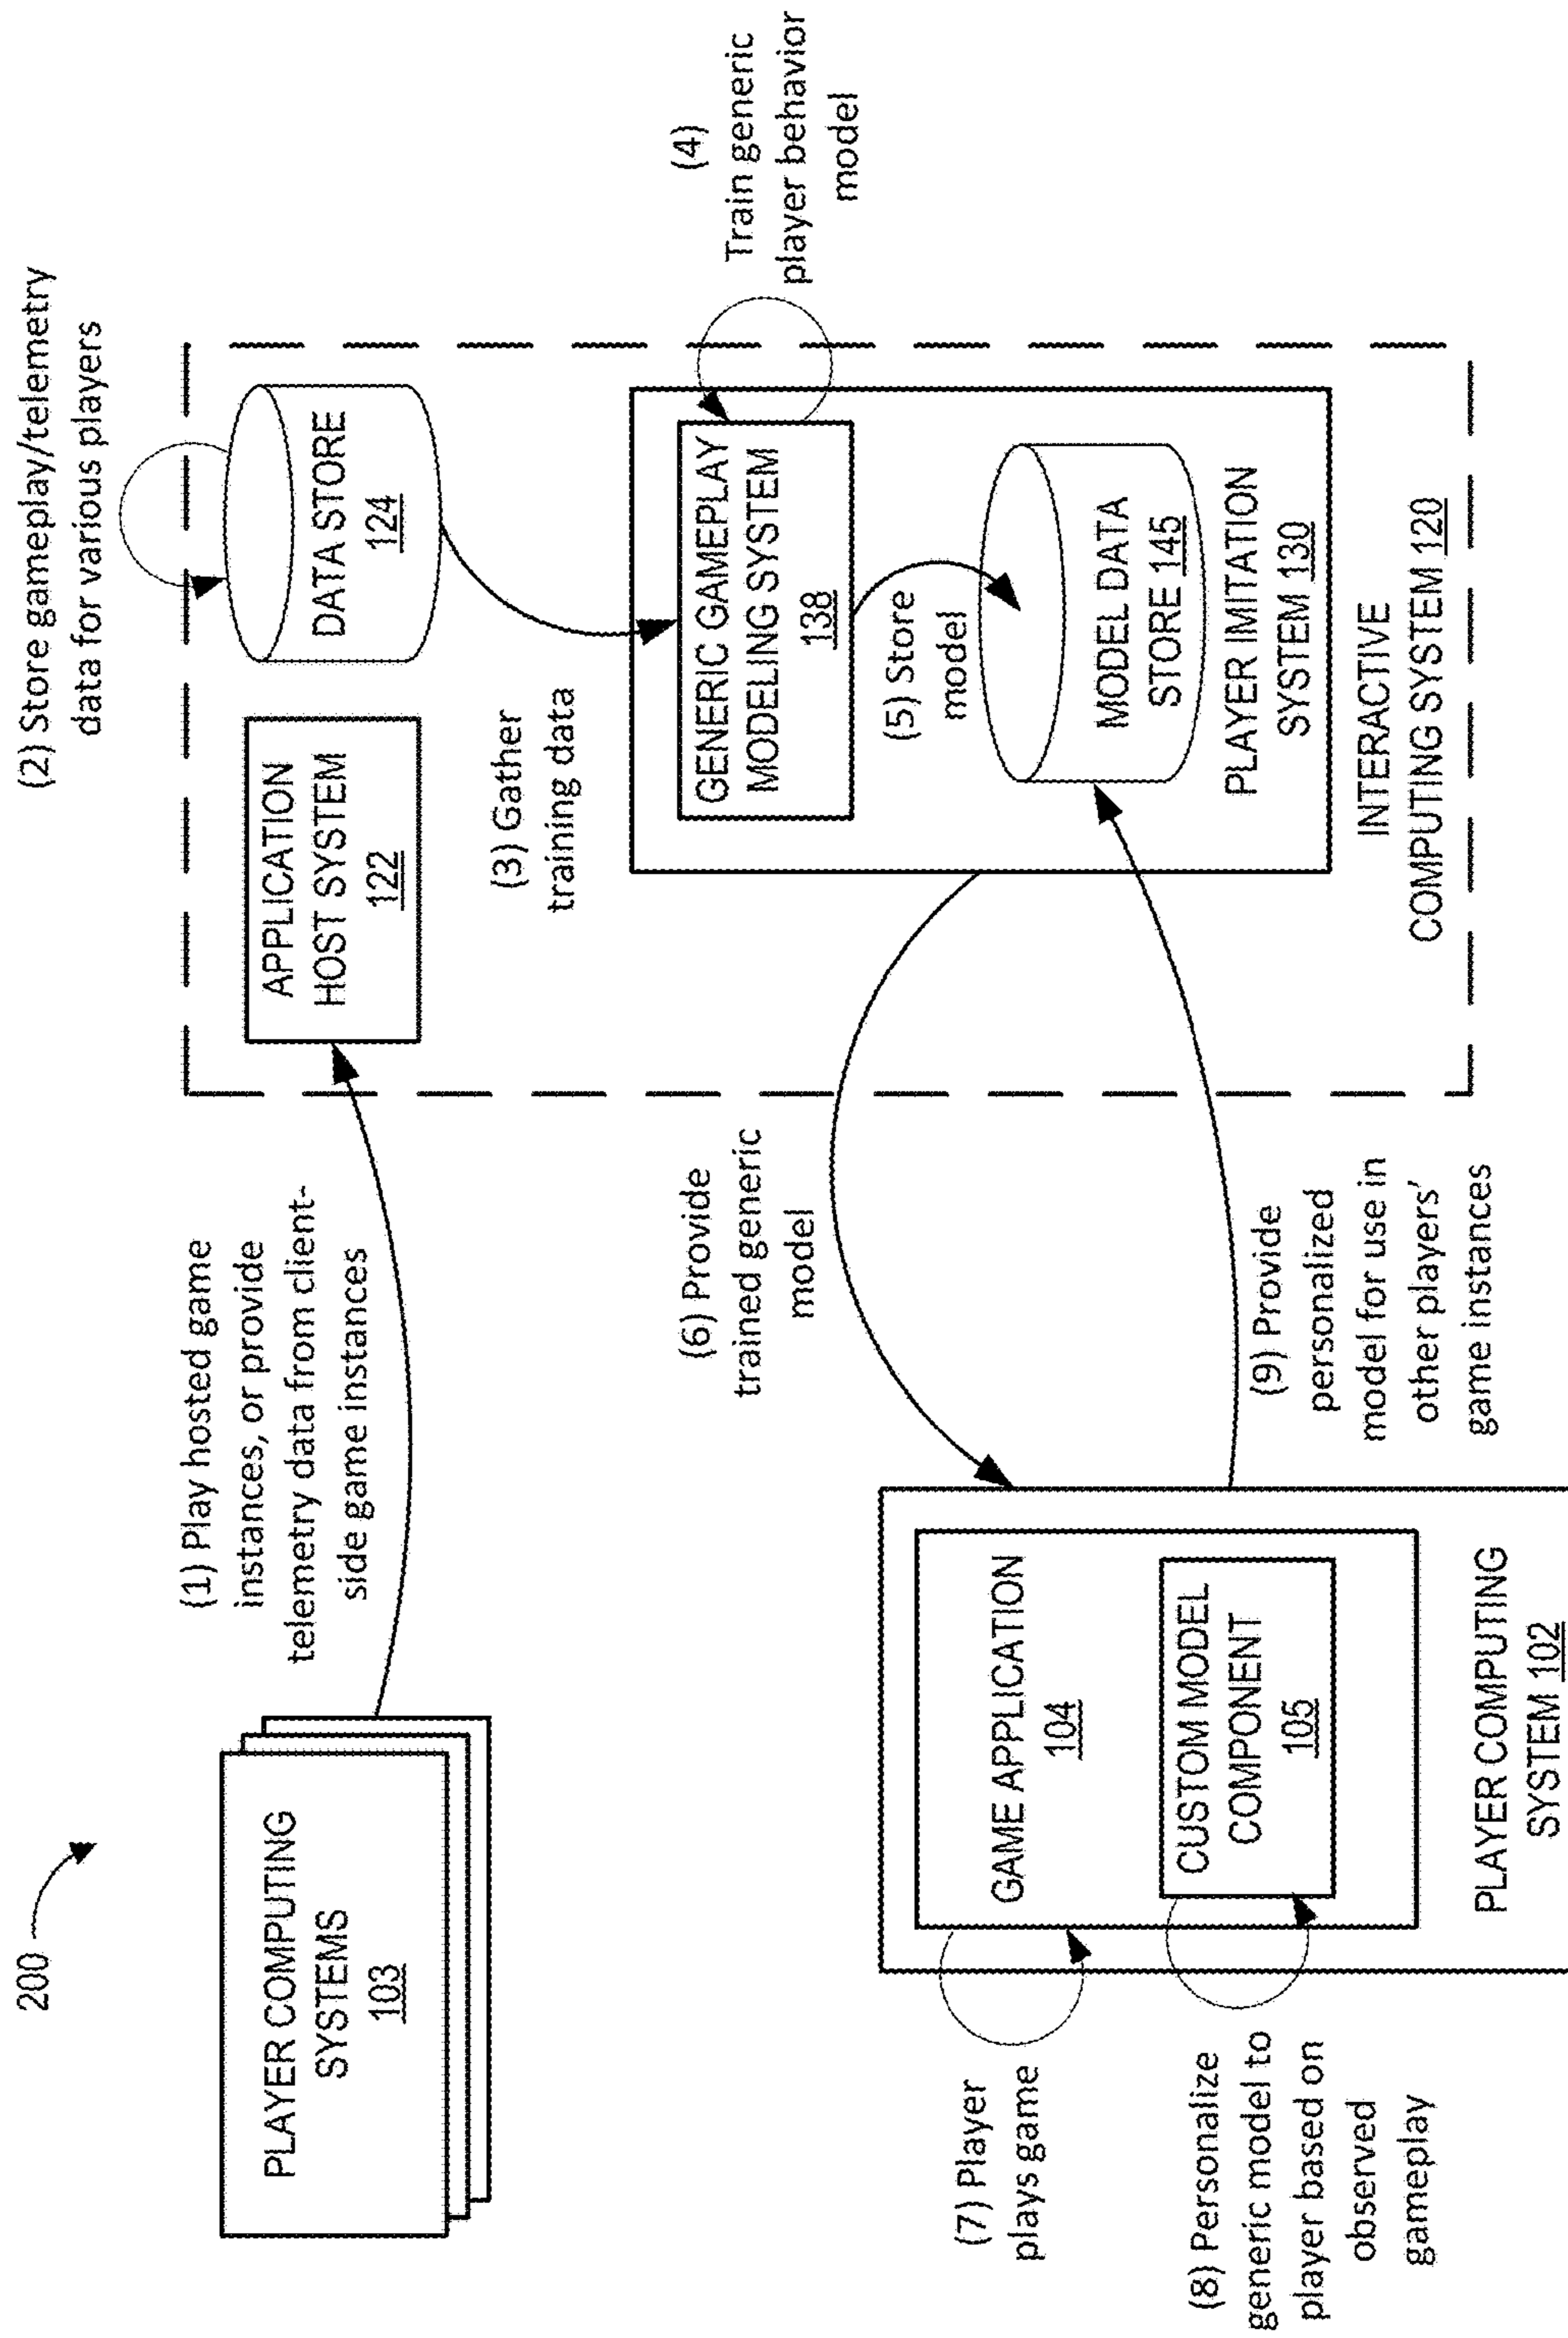 200
PLAYER COMPUTING
SYSTEMS
103
(1) Play hosted game
instances, or provide
telemetry data from client-
side game instances
(2) Store gameplay/telemetry
data for various players
APPLICATION
HOST SYSTEM
122
DATA STORE
124
(3) Gather
training data
(4)
Train generic
player behavior
model
GENERIC GAMEPLAY
MODELING SYSTEM
138
(5) Store
model
MODEL DATA
STORE 145
PLAYER IMITATION
SYSTEM 130
INTERACTIVE
COMPUTING SYSTEM 120
(6) Provide
trained generic
model
(7) Player
plays game
GAME APPLICATION
104
CUSTOM MODEL
COMPONENT
105
PLAYER COMPUTING
SYSTEM 102
(8) Personalize
generic model to
player based on
observed
gameplay
(9) Provide
personalized
model for use in
other players'
game instances